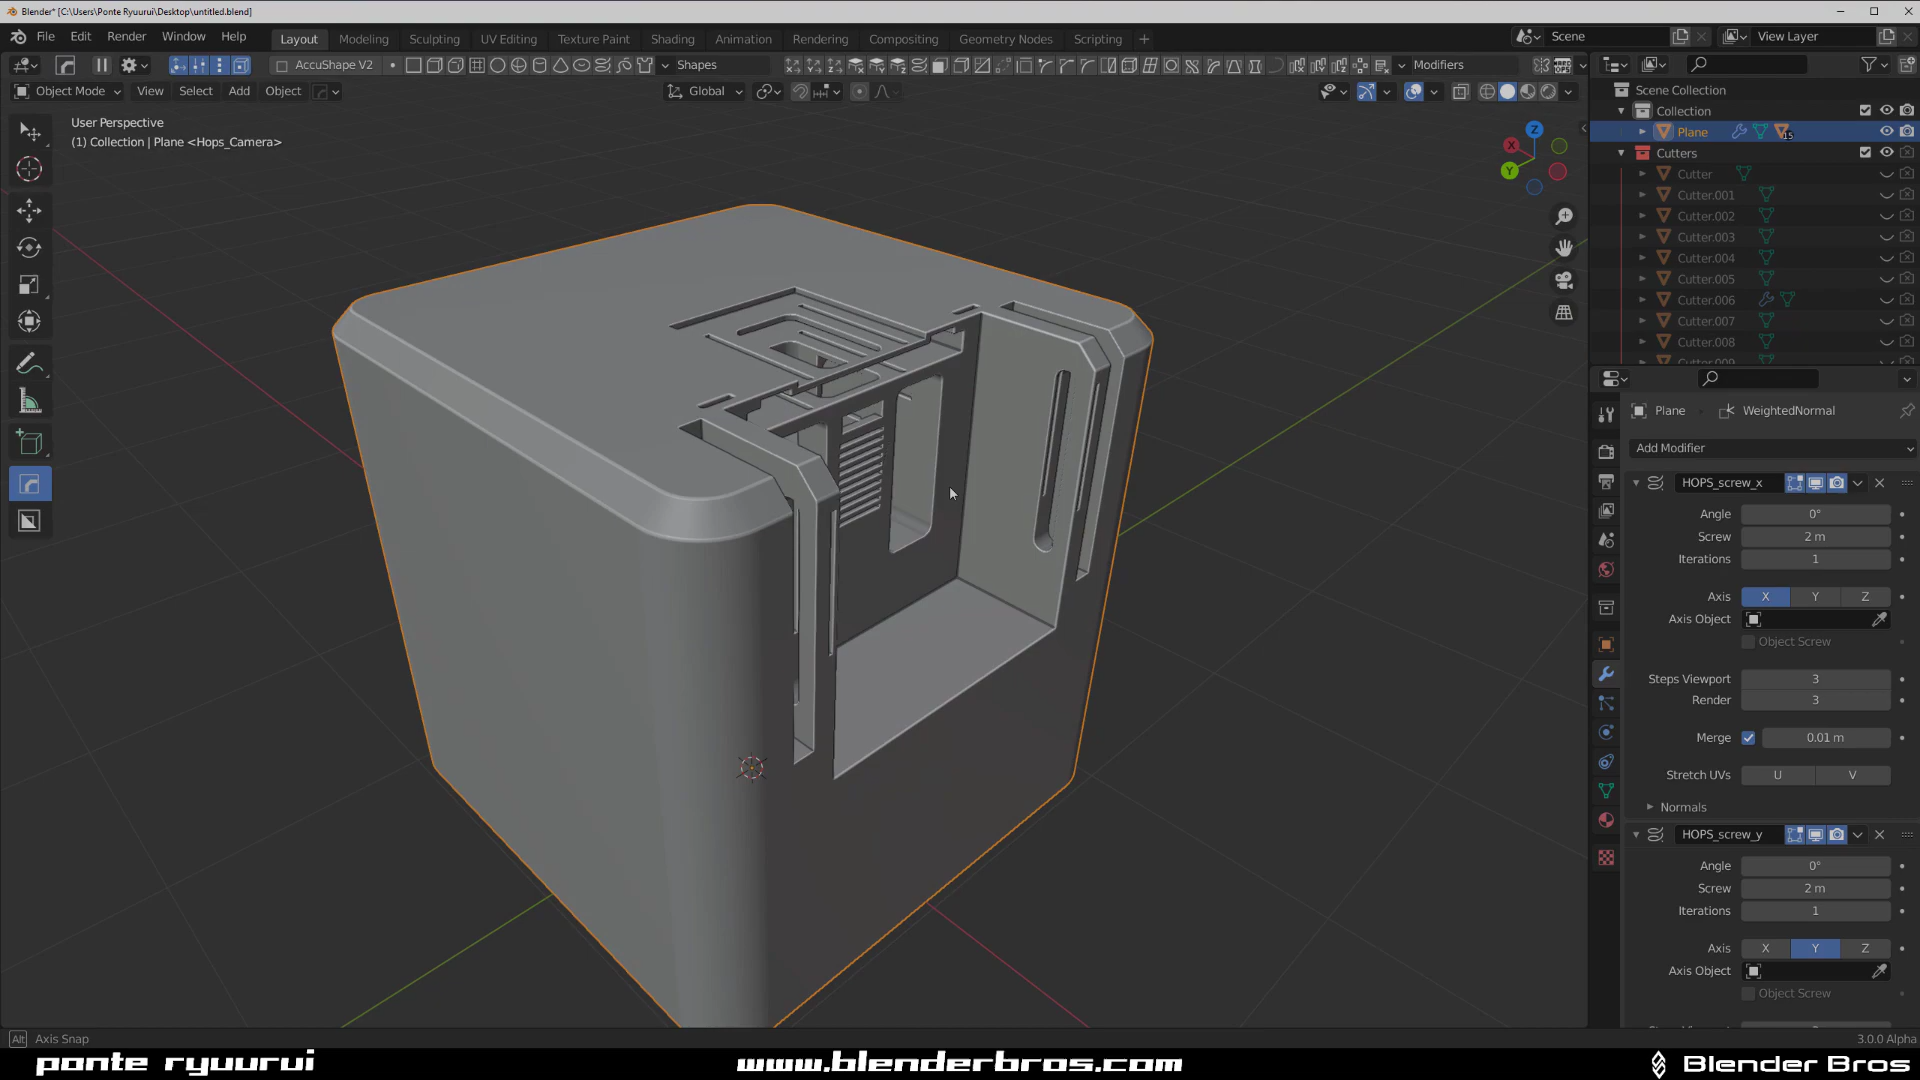 Blender* [C:\Users\Ponte Ryuurui\Desktop\untitled.blend]
File Edit Render Window Help Layout Modeling Sculpting UV Editing Texture Paint Shading Animation Rendering Compositing Geometry Nodes Scripting + Scene View Layer
AccuShape V2 Shapes Modifiers
Object Mode View Select Add Object Global
User Perspective
(1) Collection | Plane <Hops_Camera>
Z
X
Y
Scene Collection
Collection
Plane 15
Cutters
Cutter
Cutter.001
Cutter.002
Cutter.003
Cutter.004
Cutter.005
Cutter.006
Cutter.007
Cutter.008
Cutter.009
Plane WeightedNormal
Add Modifier
HOPS_screw_x
Angle 0°
Screw 2 m
Iterations 1
Axis X Y Z
Axis Object
Object Screw
Steps Viewport 3
Render 3
Merge 0.01 m
Stretch UVs U V
Normals
HOPS_screw_y
Angle 0°
Screw 2 m
Iterations 1
Axis X Y Z
Axis Object
Object Screw
Alt Axis Snap 3.0.0 Alpha
ponte ryuurui www.blenderbros.com Blender Bros